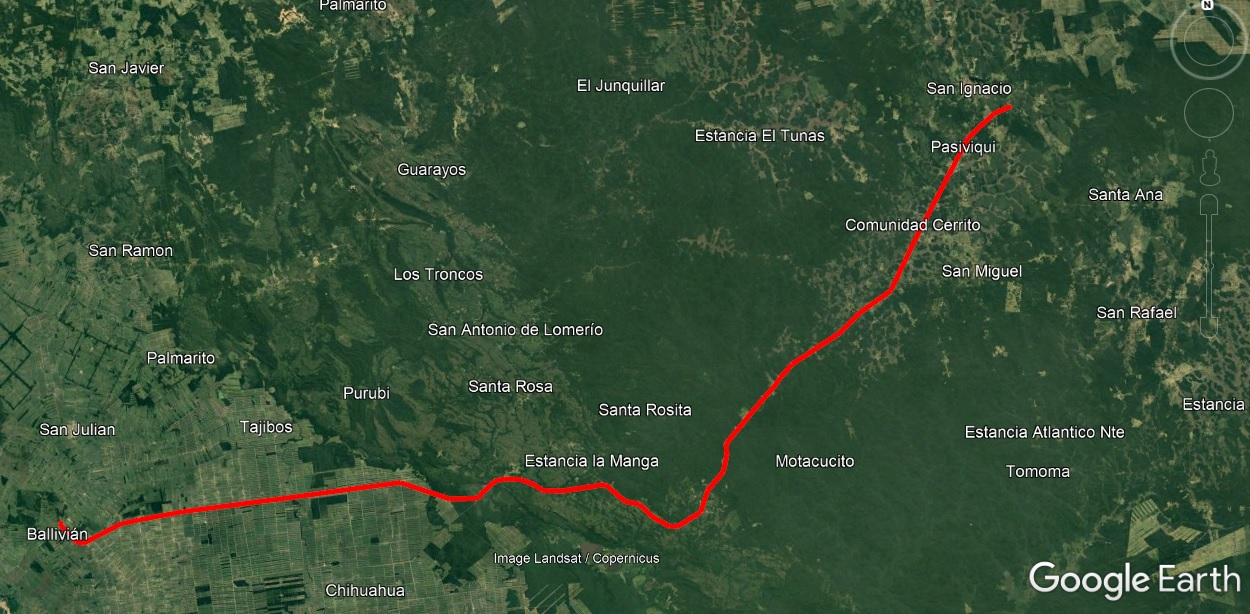 Palmarito
N
San Javier
El Junquillar
San Ignacio
Estancia El Tunas
Pasiviqui
Guarayos
Santa Ana
Comunidad Cerrito
San Ramon
Los Troncos
San Miguel
San Rafael
San Antonio de Lomerío
Palmarito
Santa Rosa
Purubi
Santa Rosita
Estancia
San Julian
Tajibos
Estancia Atlantico Nte
Estancia la Manga
Motacucito
Tomoma
Ballivián
Image Landsat / Copernicus
Chihuahua
Google Earth